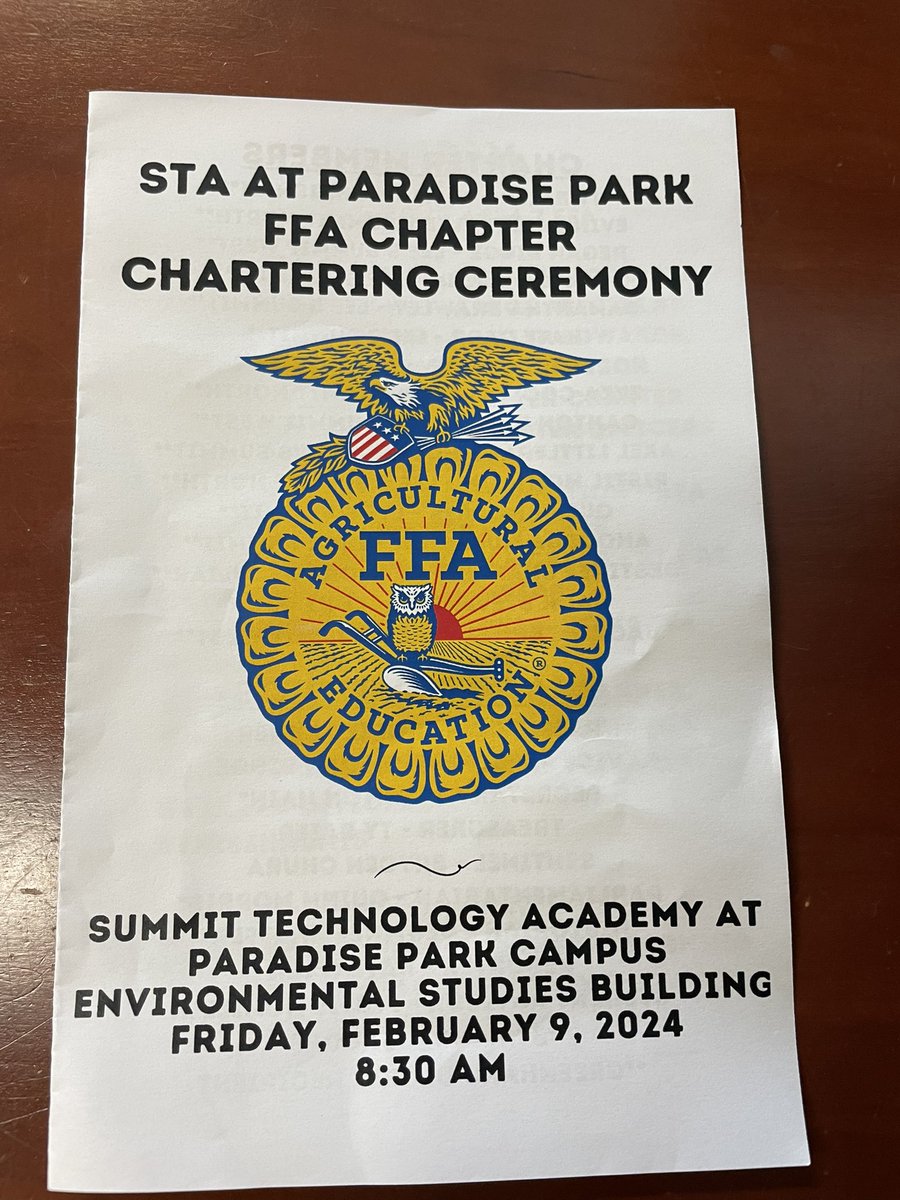 STA AT PARADISE PARK
FFA CHAPTER
CHARTERING CEREMONY
AGRICULTURAL
FFA
EDUCATION®
SUMMIT TECHNOLOGY ACADEMY AT
PARADISE PARK CAMPUS
ENVIRONMENTAL STUDIES BUILDING
FRIDAY, FEBRUARY 9, 2024
8:30 AM